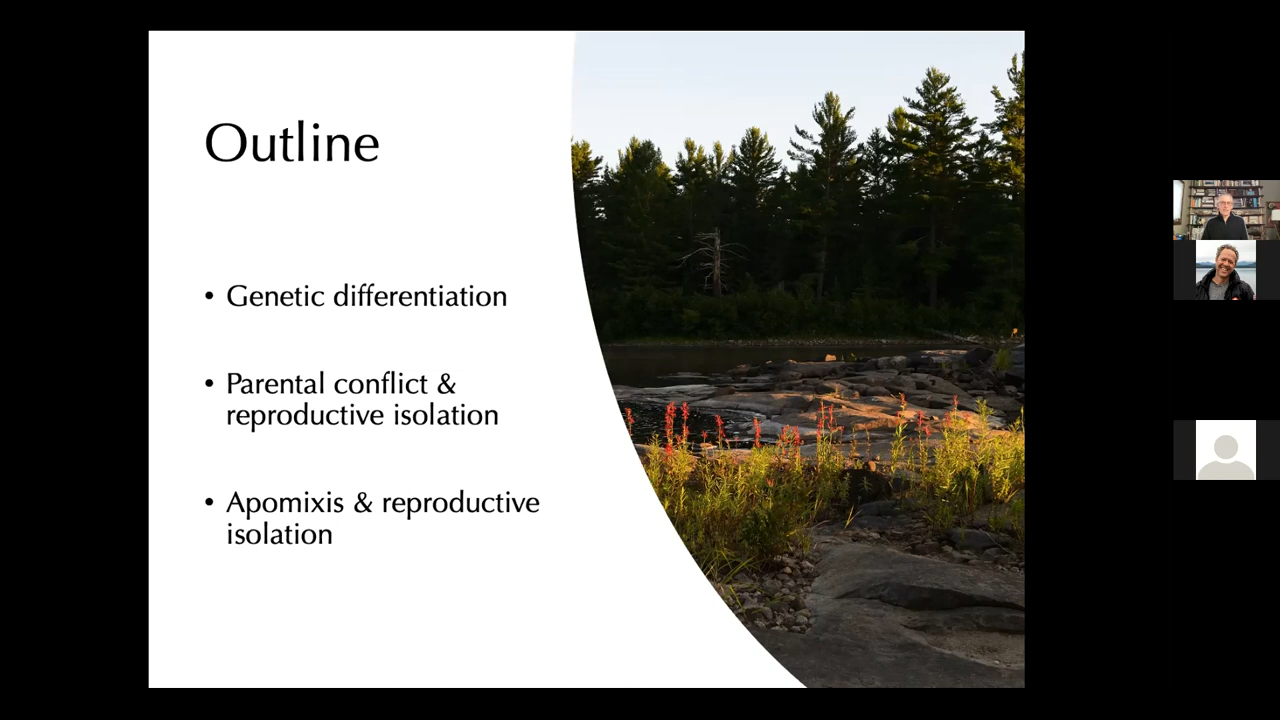 Outline
• Genetic differentiation
• Parental conflict &
reproductive isolation
• Apomixis & reproductive
isolation